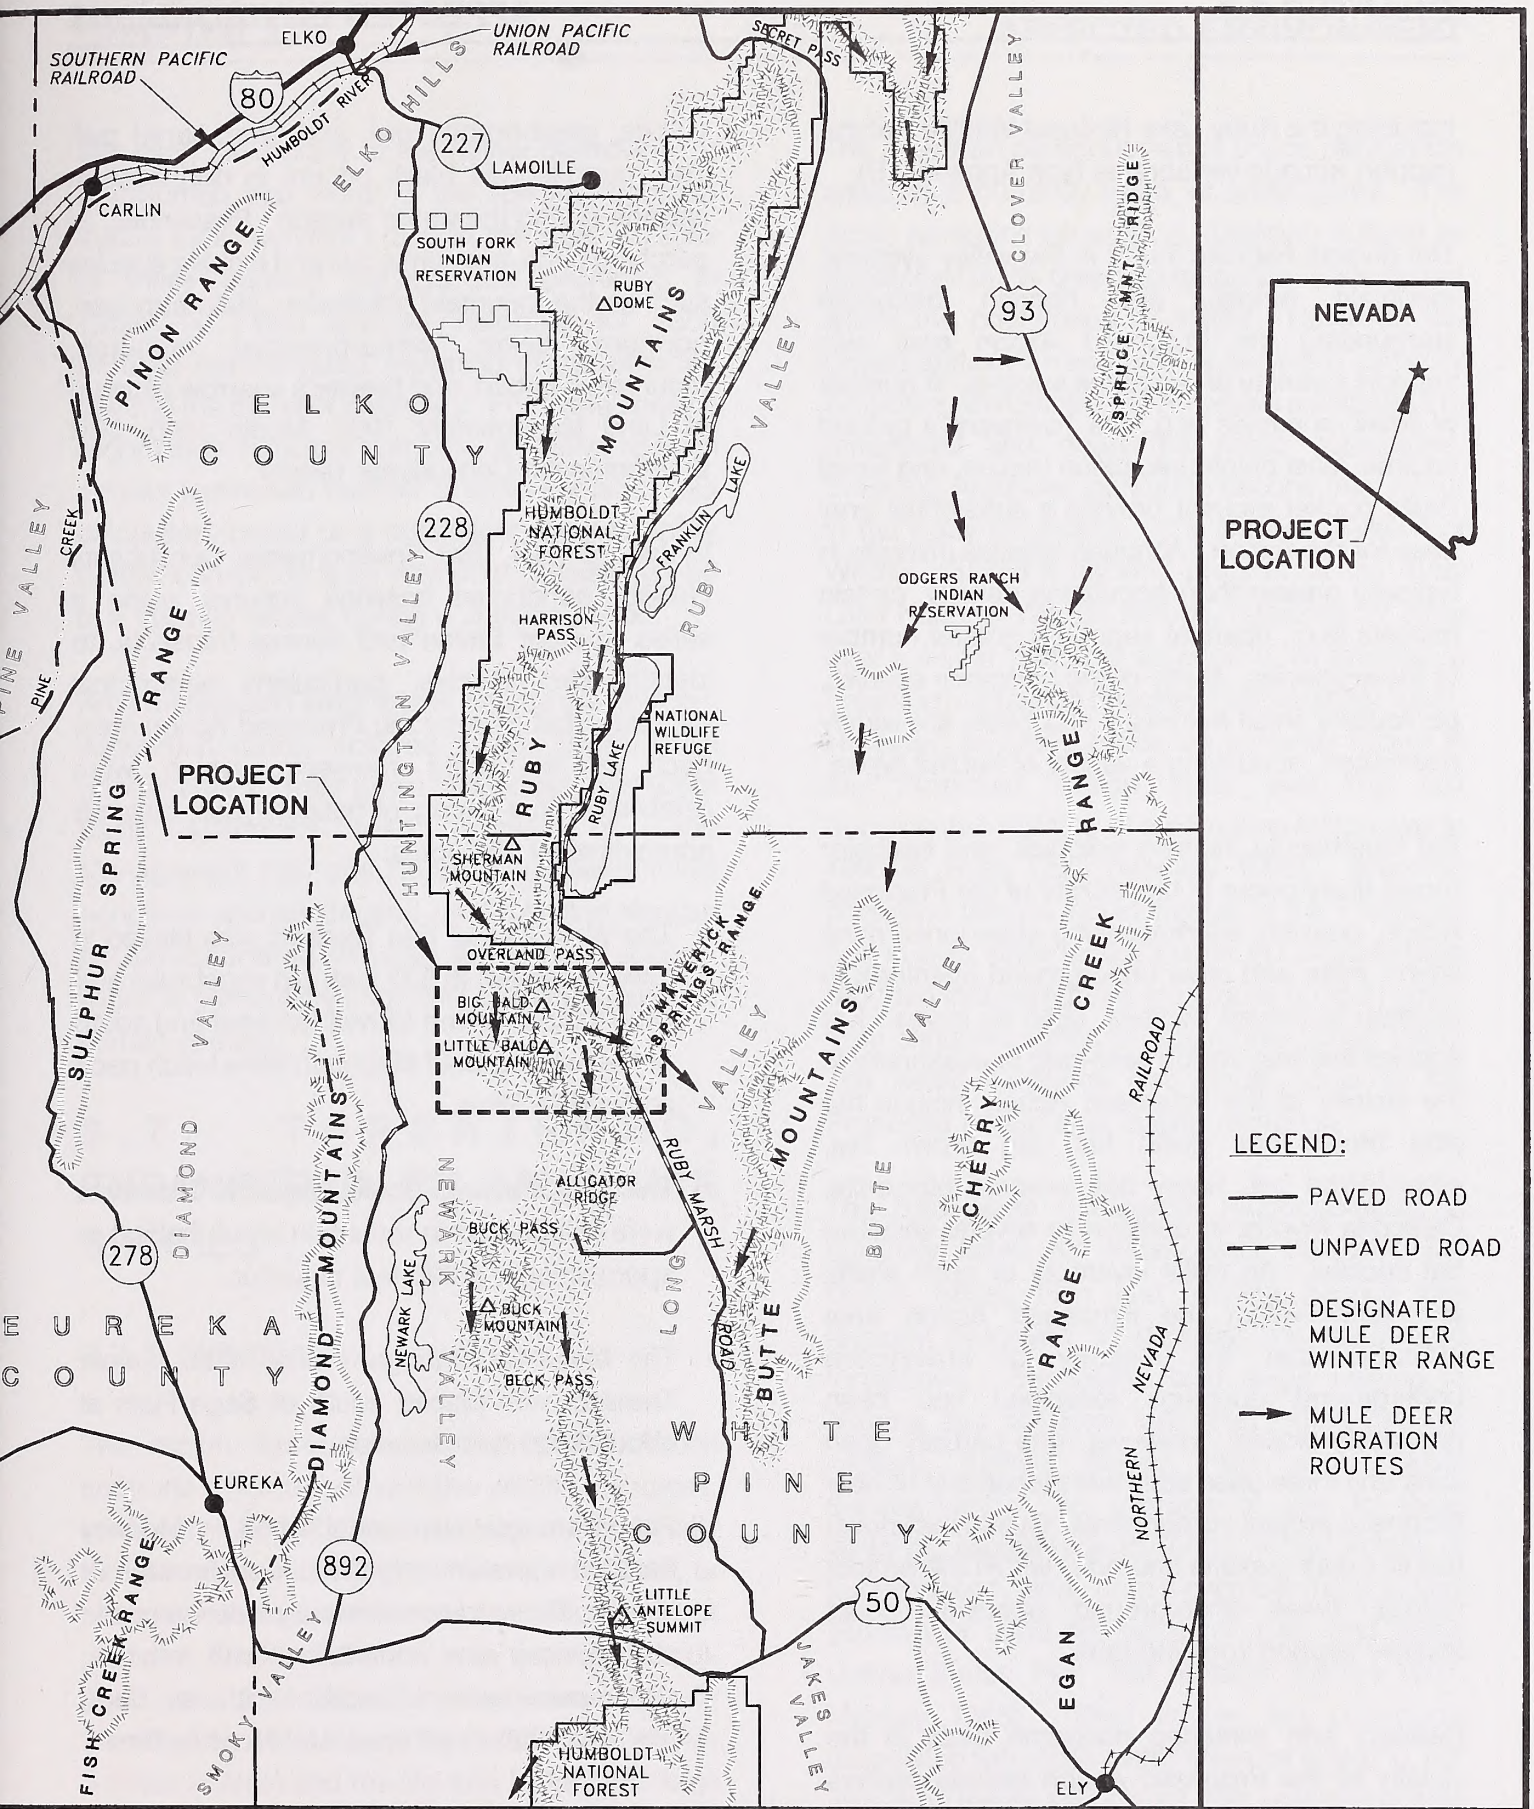 ELKO
UNION PACIFIC
RAILROAD
SOUTHERN PACIFIC
RAILROAD
80
HUMBOLDT RIVER
ELKO HILLS
SECRET PASS
227
LAMOILLE
CARLIN
CLOVER VALLEY
SOUTH FORK
INDIAN
RESERVATION
RUBY
DOME
PINON RANGE
MOUNTAINS
93
SPRUCE MNT RIDGE
NEVADA
PROJECT
LOCATION
ELKO
COUNTY
RUBY VALLEY
FRANKLIN LAKE
228
HUMBOLDT
NATIONAL
FOREST
PINE VALLEY
PINE CREEK
HARRISON
PASS
ODGERS RANCH
INDIAN
RESERVATION
SULPHUR SPRING RANGE
HUNTINGTON VALLEY
NATIONAL
WILDLIFE
REFUGE
RUBY
RUBY LAKE
PROJECT
LOCATION
SHERMAN
MOUNTAIN
OVERLAND PASS
MAVERICK
SPRINGS RANGE
BIG BALD
MOUNTAIN
LITTLE BALD
MOUNTAIN
CHERRY CREEK RANGE
BUTTE VALLEY
BUTTE MOUNTAINS
LONG VALLEY
DIAMOND VALLEY
DIAMOND MOUNTAINS
NEWARK VALLEY
NEWARK LAKE
ALLIGATOR
RIDGE
BUCK PASS
RUBY MARSH ROAD
BUCK
MOUNTAIN
BECK PASS
278
EUREKA
COUNTY
EUREKA
WHITE
PINE
COUNTY
892
50
LITTLE
ANTELOPE
SUMMIT
FISH CREEK RANGE
SMOKY VALLEY
JAKES
VALLEY
EGAN RANGE
NORTHERN NEVADA RAILROAD
HUMBOLDT
NATIONAL
FOREST
ELY
LEGEND:
PAVED ROAD
UNPAVED ROAD
DESIGNATED
MULE DEER
WINTER RANGE
MULE DEER
MIGRATION
ROUTES